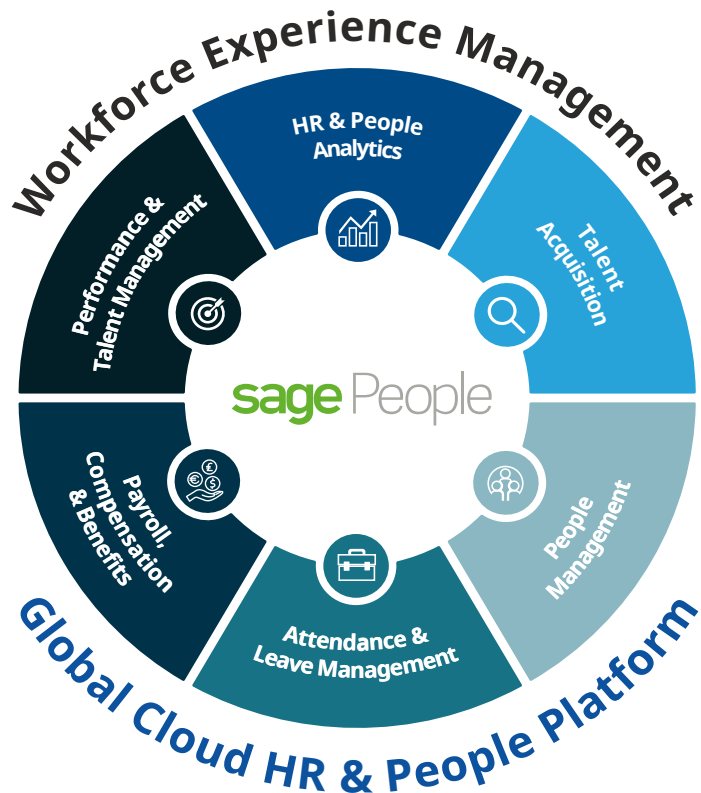 Workforce Experience Management
HR & People
Analytics
Talent
Acquisition
People
Management
Attendance &
Leave Management
Payroll,
Compensation
& Benefits
Performance &
Talent Management
sage People
£
€
$
Global Cloud HR & People Platform